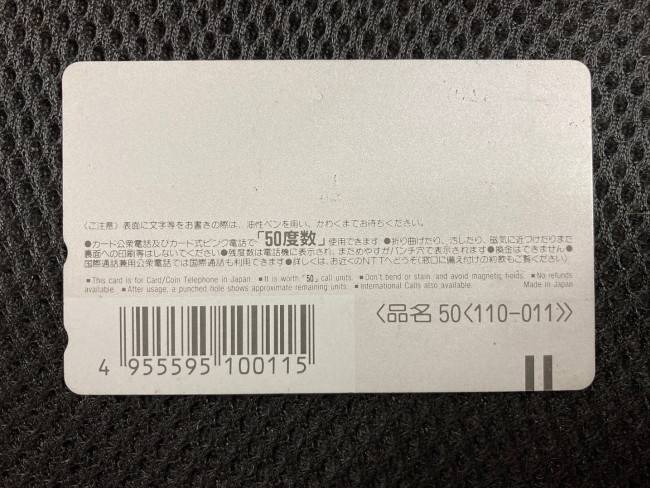 〈ご注意〉表面に文字等をお書きの際は、油性ペンを用い、かわくまでお待ちください。
●カード公衆電話及びカード式ピンク電話で「50度数」使用できます ●折り曲げたり、汚したり、磁気に近づけたりまた
裏面への印刷等はしないでください ●残度数は電話機に表示され、まためやすがパンチ穴で表示されます ●換金はできません ●
国際通話兼用公衆電話では国際通話も利用できます ●詳しくは、お近くのNTTへどうぞ(窓口に備え付けの約款もご覧ください)
■ This card is for Card/Coin Telephone in Japan ■ It is worth「50」call units. ■ Don't bend or stain and avoid magnetic fields. ■ No refunds
available. ■ After usage, a punched hole shows approximate remaining units. ■ International Calls also available. Made in Japan
4 955595 100115
〈品名 50〈110-011〉〉